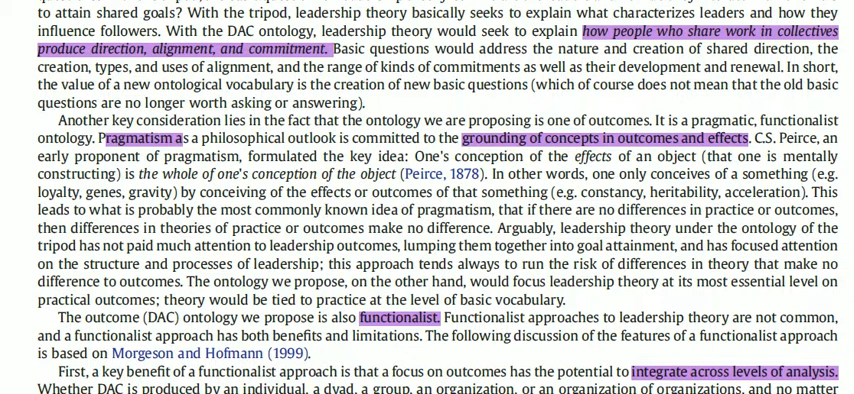 to attain shared goals? With the tripod, leadership theory basically seeks to explain what characterizes leaders and how they
influence followers. With the DAC ontology, leadership theory would seek to explain how people who share work in collectives
produce direction, alignment, and commitment. Basic questions would address the nature and creation of shared direction, the
creation, types, and uses of alignment, and the range of kinds of commitments as well as their development and renewal. In short,
the value of a new ontological vocabulary is the creation of new basic questions (which of course does not mean that the old basic
questions are no longer worth asking or answering).
Another key consideration lies in the fact that the ontology we are proposing is one of outcomes. It is a pragmatic, functionalist
ontology. Pragmatism as a philosophical outlook is committed to the grounding of concepts in outcomes and effects. C.S. Peirce, an
early proponent of pragmatism, formulated the key idea: One's conception of the effects of an object (that one is mentally
constructing) is the whole of one's conception of the object (Peirce, 1878). In other words, one only conceives of a something (e.g.
loyalty, genes, gravity) by conceiving of the effects or outcomes of that something (e.g. constancy, heritability, acceleration). This
leads to what is probably the most commonly known idea of pragmatism, that if there are no differences in practice or outcomes,
then differences in theories of practice or outcomes make no difference. Arguably, leadership theory under the ontology of the
tripod has not paid much attention to leadership outcomes, lumping them together into goal attainment, and has focused attention
on the structure and processes of leadership; this approach tends always to run the risk of differences in theory that make no
difference to outcomes. The ontology we propose, on the other hand, would focus leadership theory at its most essential level on
practical outcomes; theory would be tied to practice at the level of basic vocabulary.
The outcome (DAC) ontology we propose is also functionalist. Functionalist approaches to leadership theory are not common,
and a functionalist approach has both benefits and limitations. The following discussion of the features of a functionalist approach
is based on Morgeson and Hofmann (1999).
First, a key benefit of a functionalist approach is that a focus on outcomes has the potential to integrate across levels of analysis.
Whether DAC is produced by an individual, a dyad, a group, an organization, or an organization of organizations, and no matter